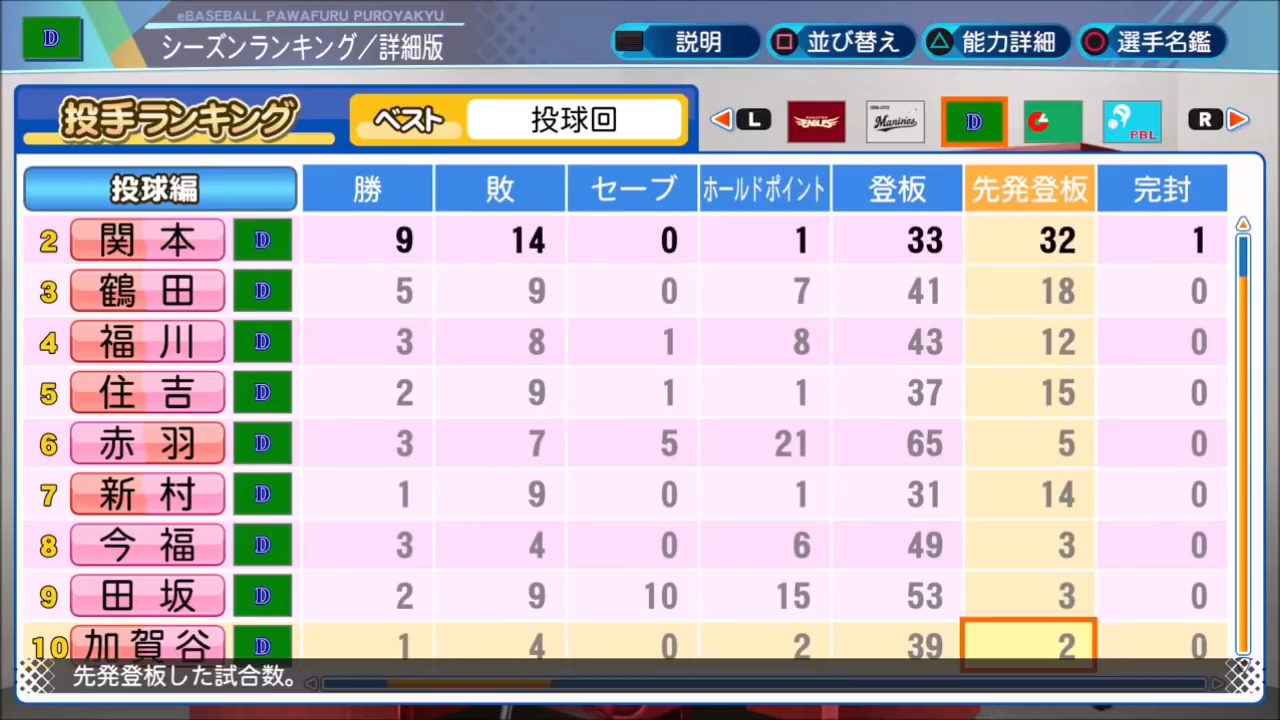 eBASEBALL PAWAFURU PUROYAKYU
D シーズンランキング/詳細版 説明 並び替え 能力詳細 選手名鑑
投手ランキング ベスト 投球回 L EAGLES Marines D PBL R
投球編 勝 敗 セーブ ホールドポイント 登板 先発登板 完封
2 関本 D 9 14 0 1 33 32 1
3 鶴田 D 5 9 0 7 41 18 0
4 福川 D 3 8 1 8 43 12 0
5 住吉 D 2 9 1 1 37 15 0
6 赤羽 D 3 7 5 21 65 5 0
7 新村 D 1 9 0 1 31 14 0
8 今福 D 3 4 0 6 49 3 0
9 田坂 D 2 9 10 15 53 3 0
10 加賀谷 D 1 4 0 2 39 2 0
先発登板した試合数。